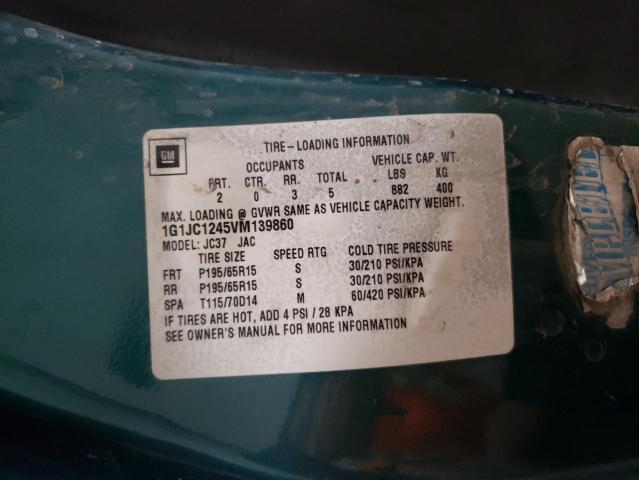 GM
TIRE-LOADING INFORMATION
OCCUPANTS VEHICLE CAP. WT.
FRT. CTR. RR. TOTAL LBS KG
2 0 3 5 882 400
MAX. LOADING @ GVWR SAME AS VEHICLE CAPACITY WEIGHT.
1G1JC1245VM139860
MODEL: JC37 JAC
TIRE SIZE SPEED RTG COLD TIRE PRESSURE
FRT P195/65R15 S 30/210 PSI/KPA
RR P195/65R15 S 30/210 PSI/KPA
SPA T115/70D14 M 60/420 PSI/KPA
IF TIRES ARE HOT, ADD 4 PSI / 28 KPA
SEE OWNER'S MANUAL FOR MORE INFORMATION
MPLETED